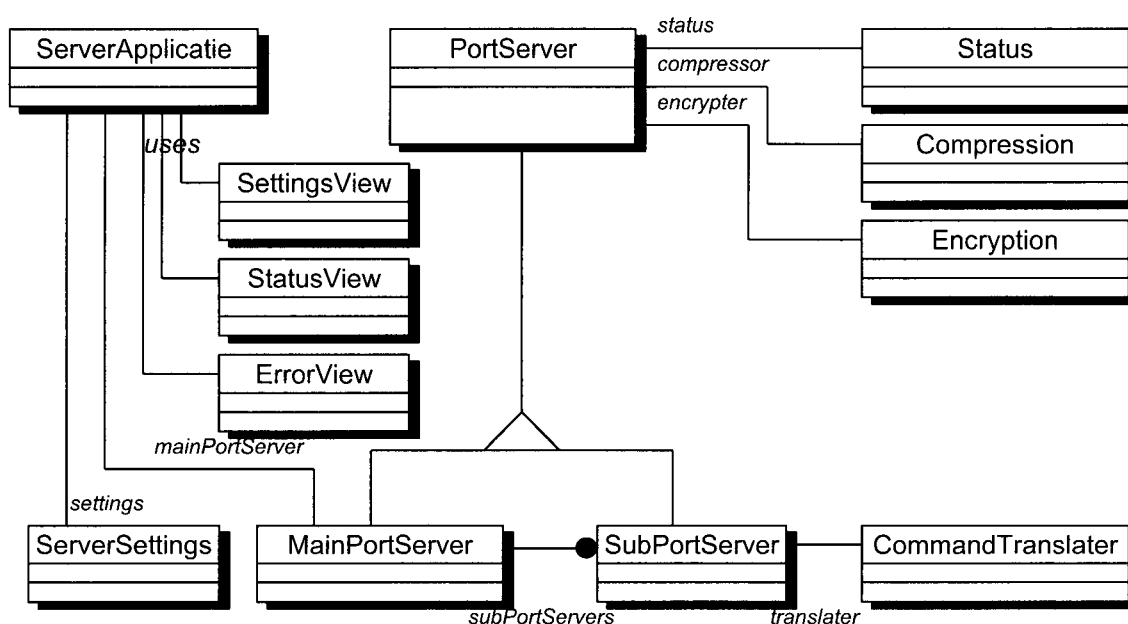 ServerApplicatie
PortServer
status
Status
compressor
encrypter
Compression
uses
SettingsView
Encryption
StatusView
ErrorView
mainPortServer
settings
ServerSettings
MainPortServer
SubPortServer
CommandTranslater
subPortServers
translater